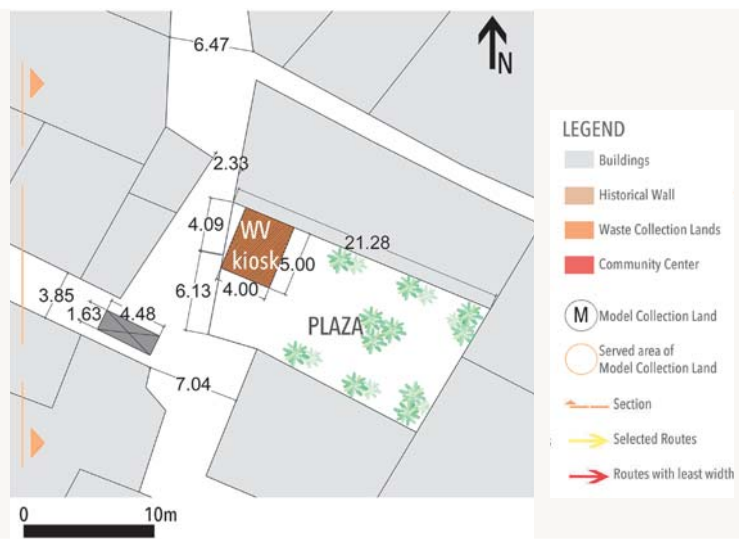 6.47
N
2.33
4.09
WV
kiosk
21.28
5.00
4.00
6.13
3.85
1.63
4.48
PLAZA
7.04
0
10m
LEGEND
Buildings
Historical Wall
Waste Collection Lands
Community Center
M
Model Collection Land
Served area of
Model Collection Land
Section
Selected Routes
Routes with least width